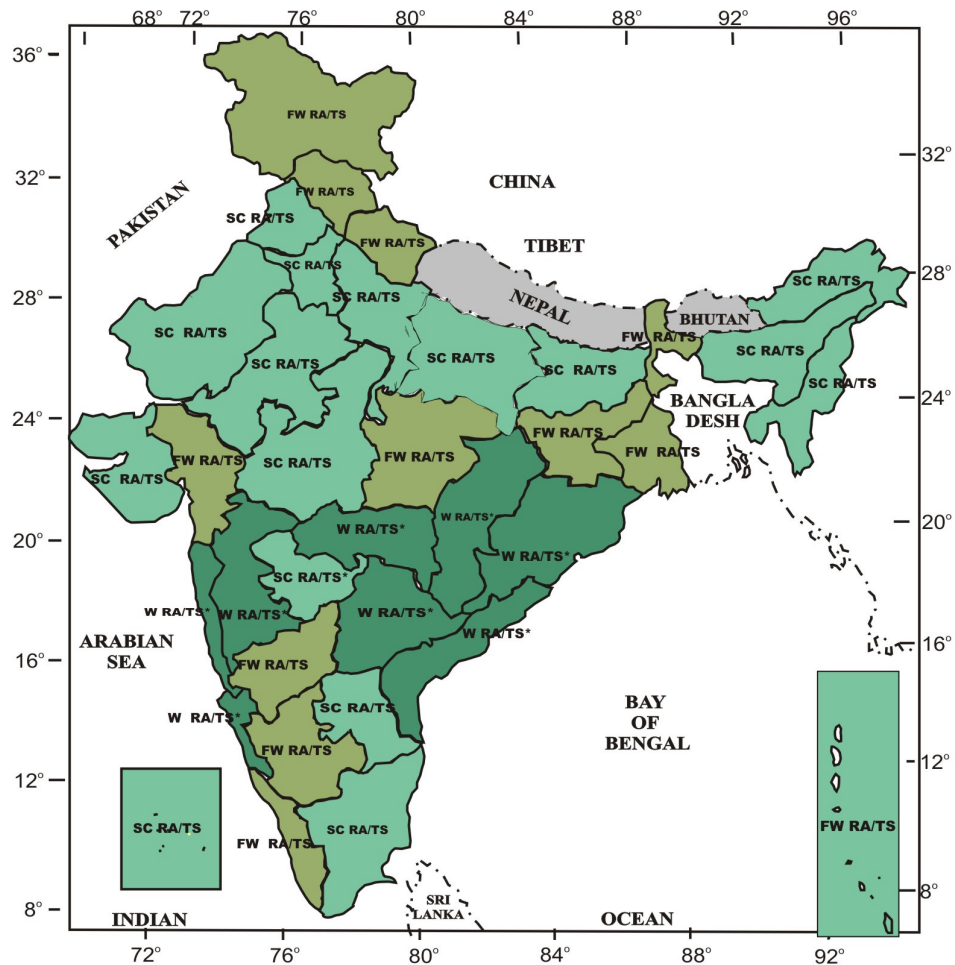 68° 72° 76° 80° 84° 88° 92° 96°
36°
FW RA/TS
32°
32°
CHINA
FW RA/TS
PAKISTAN
SC RA/TS
FW RA/TS
TIBET
SC RA/TS
28°
SC RA/TS
28°
SC RA/TS
NEPAL
BHUTAN
SC RA/TS
FW RA/TS
SC RA/TS
SC RA/TS
SC RA/TS
SC RA/TS
SC RA/TS
24°
BANGLA
DESH
24°
FW RA/TS
FW RA/TS
FW RA/TS
SC RA/TS
FW RA/TS
SC RA/TS
W RA/TS*
20°
W RA/TS*
20°
W RA/TS*
SC RA/TS*
W RA/TS*
W RA/TS*
W RA/TS*
W RA/TS*
ARABIAN
SEA
16°
FW RA/TS
16°
W RA/TS*
SC RA/TS
BAY
OF
BENGAL
FW RA/TS
12°
12°
SC RA/TS
FW RA/TS
SC RA/TS
FW RA/TS
8°
SRI
LANKA
8°
INDIAN
OCEAN
72° 76° 80° 84° 88° 92°